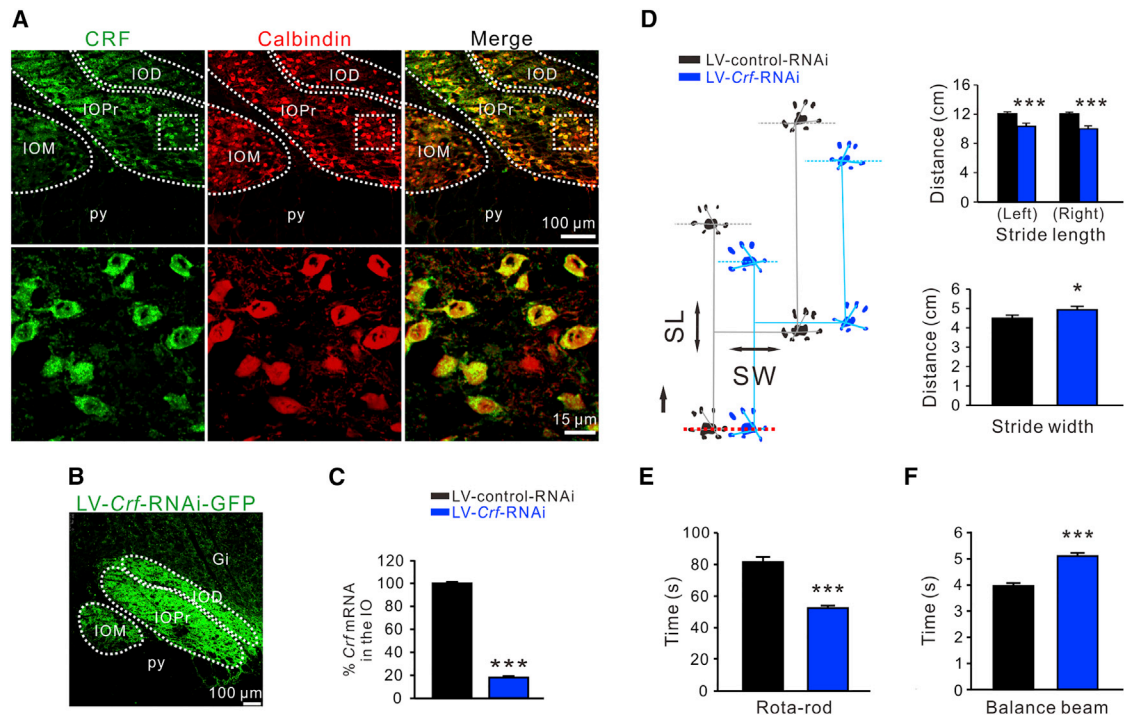 A
CRF
Calbindin
Merge
IOD
IOPr
IOM
py
IOD
IOPr
IOM
py
IOD
IOPr
IOM
py
100 µm
15 µm
B
LV-Crf-RNAi-GFP
Gi
IOD
IOPr
IOM
py
100 µm
C
LV-control-RNAi
LV-Crf-RNAi
% Crf mRNA
in the IO
120
100
80
60
40
20
0
***
D
LV-control-RNAi
LV-Crf-RNAi
SL
SW
Distance (cm)
16
12
8
4
0
*** ***
(Left) (Right)
Stride length
Distance (cm)
6
5
4
3
2
1
0
*
Stride width
E
Time (s)
100
80
60
40
20
0
***
Rota-rod
F
Time (s)
6
4
2
0
***
Balance beam